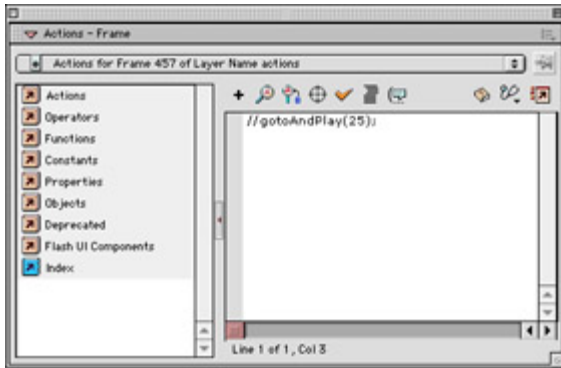 Actions - Frame
Actions for Frame 457 of Layer Name actions
Actions
Operators
Functions
Constants
Properties
Objects
Deprecated
Flash UI Components
Index
//gotoAndPlay(25);
Line 1 of 1, Col 3